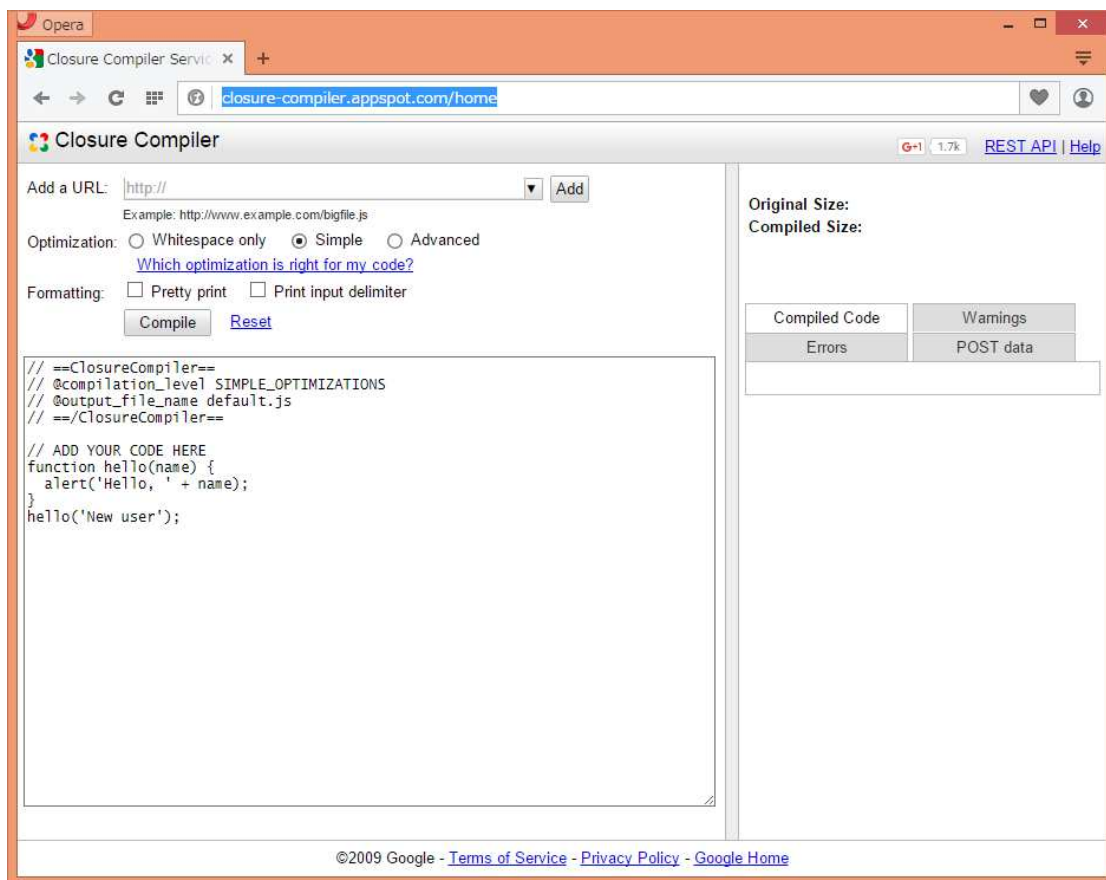 Opera
Closure Compiler Servic
closure-compiler.appspot.com/home
Closure Compiler
G+1 1.7k REST API | Help
Add a URL: http:// Add
Example: http://www.example.com/bigfile.js
Optimization: Whitespace only Simple Advanced
Which optimization is right for my code?
Formatting: Pretty print Print input delimiter
Compile Reset
// ==ClosureCompiler==
// @compilation_level SIMPLE_OPTIMIZATIONS
// @output_file_name default.js
// ==/ClosureCompiler==
// ADD YOUR CODE HERE
function hello(name) {
alert('Hello, ' + name);
}
hello('New user');
Original Size:
Compiled Size:
Compiled Code Warnings
Errors POST data
©2009 Google - Terms of Service - Privacy Policy - Google Home